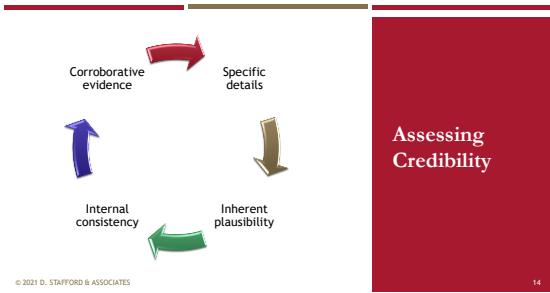 Corroborative
evidence
Specific
details
Internal
consistency
Inherent
plausibility
Assessing
Credibility
© 2021 D. STAFFORD & ASSOCIATES
14